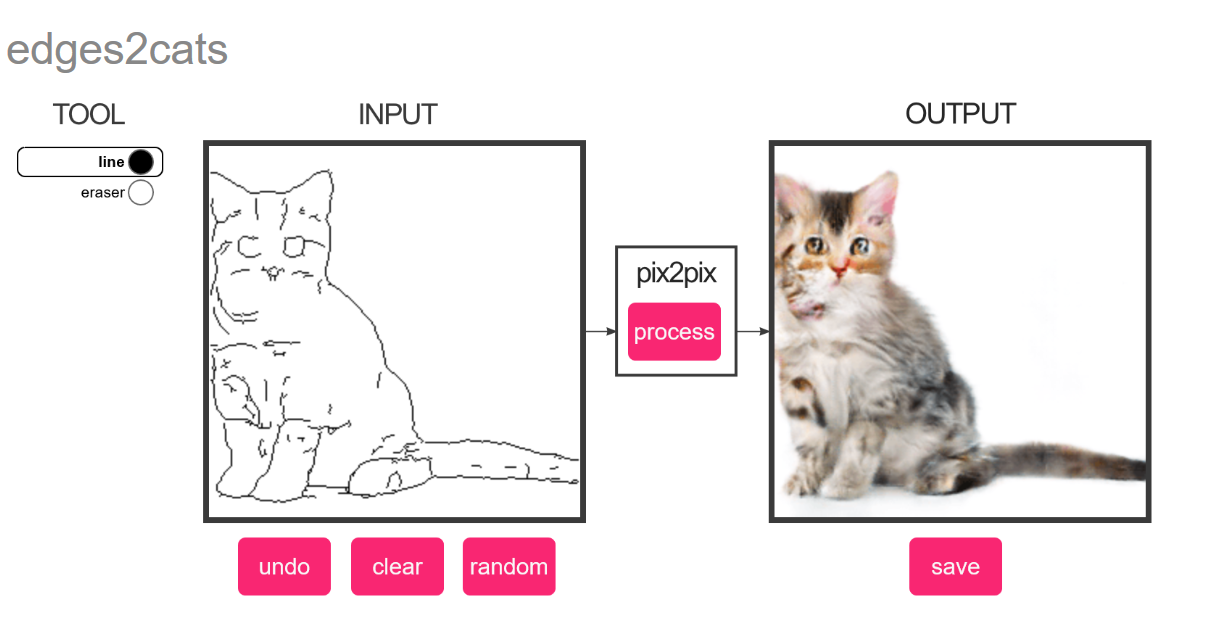 edges2cats
TOOL
INPUT
OUTPUT
line
eraser
pix2pix
process
undo
clear
random
save